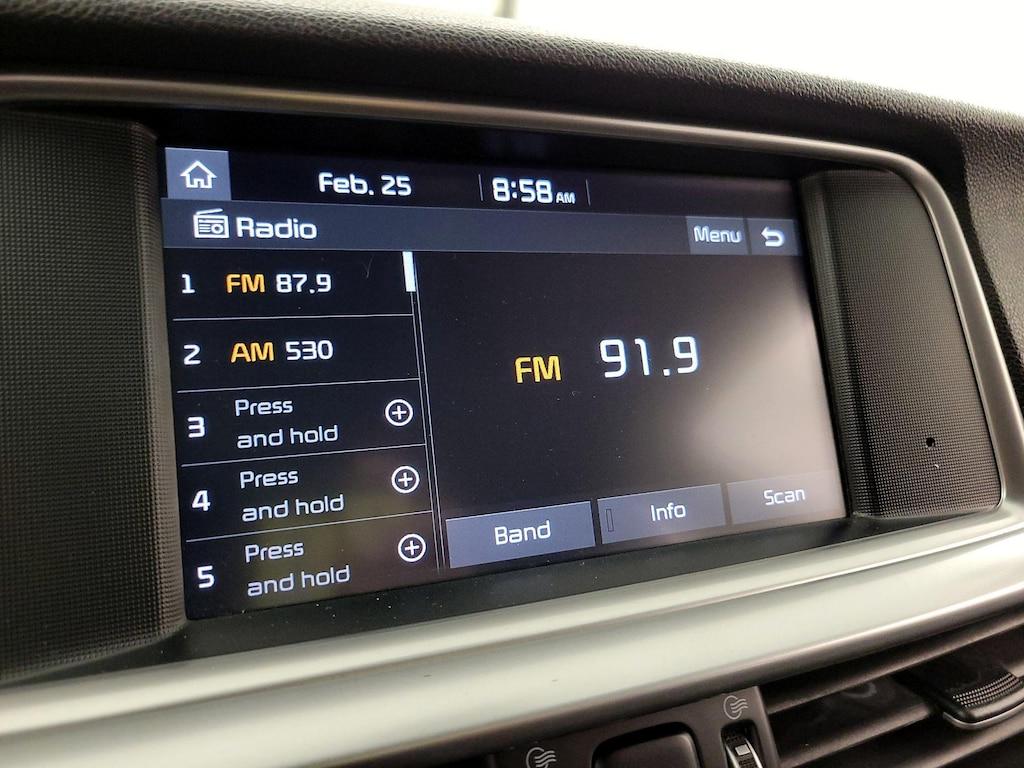 Feb. 25 8:58 AM
Radio Menu
1 FM 87.9
2 AM 530
3 Press
and hold
4 Press
and hold
5 Press
and hold
FM 91.9
Band Info Scan